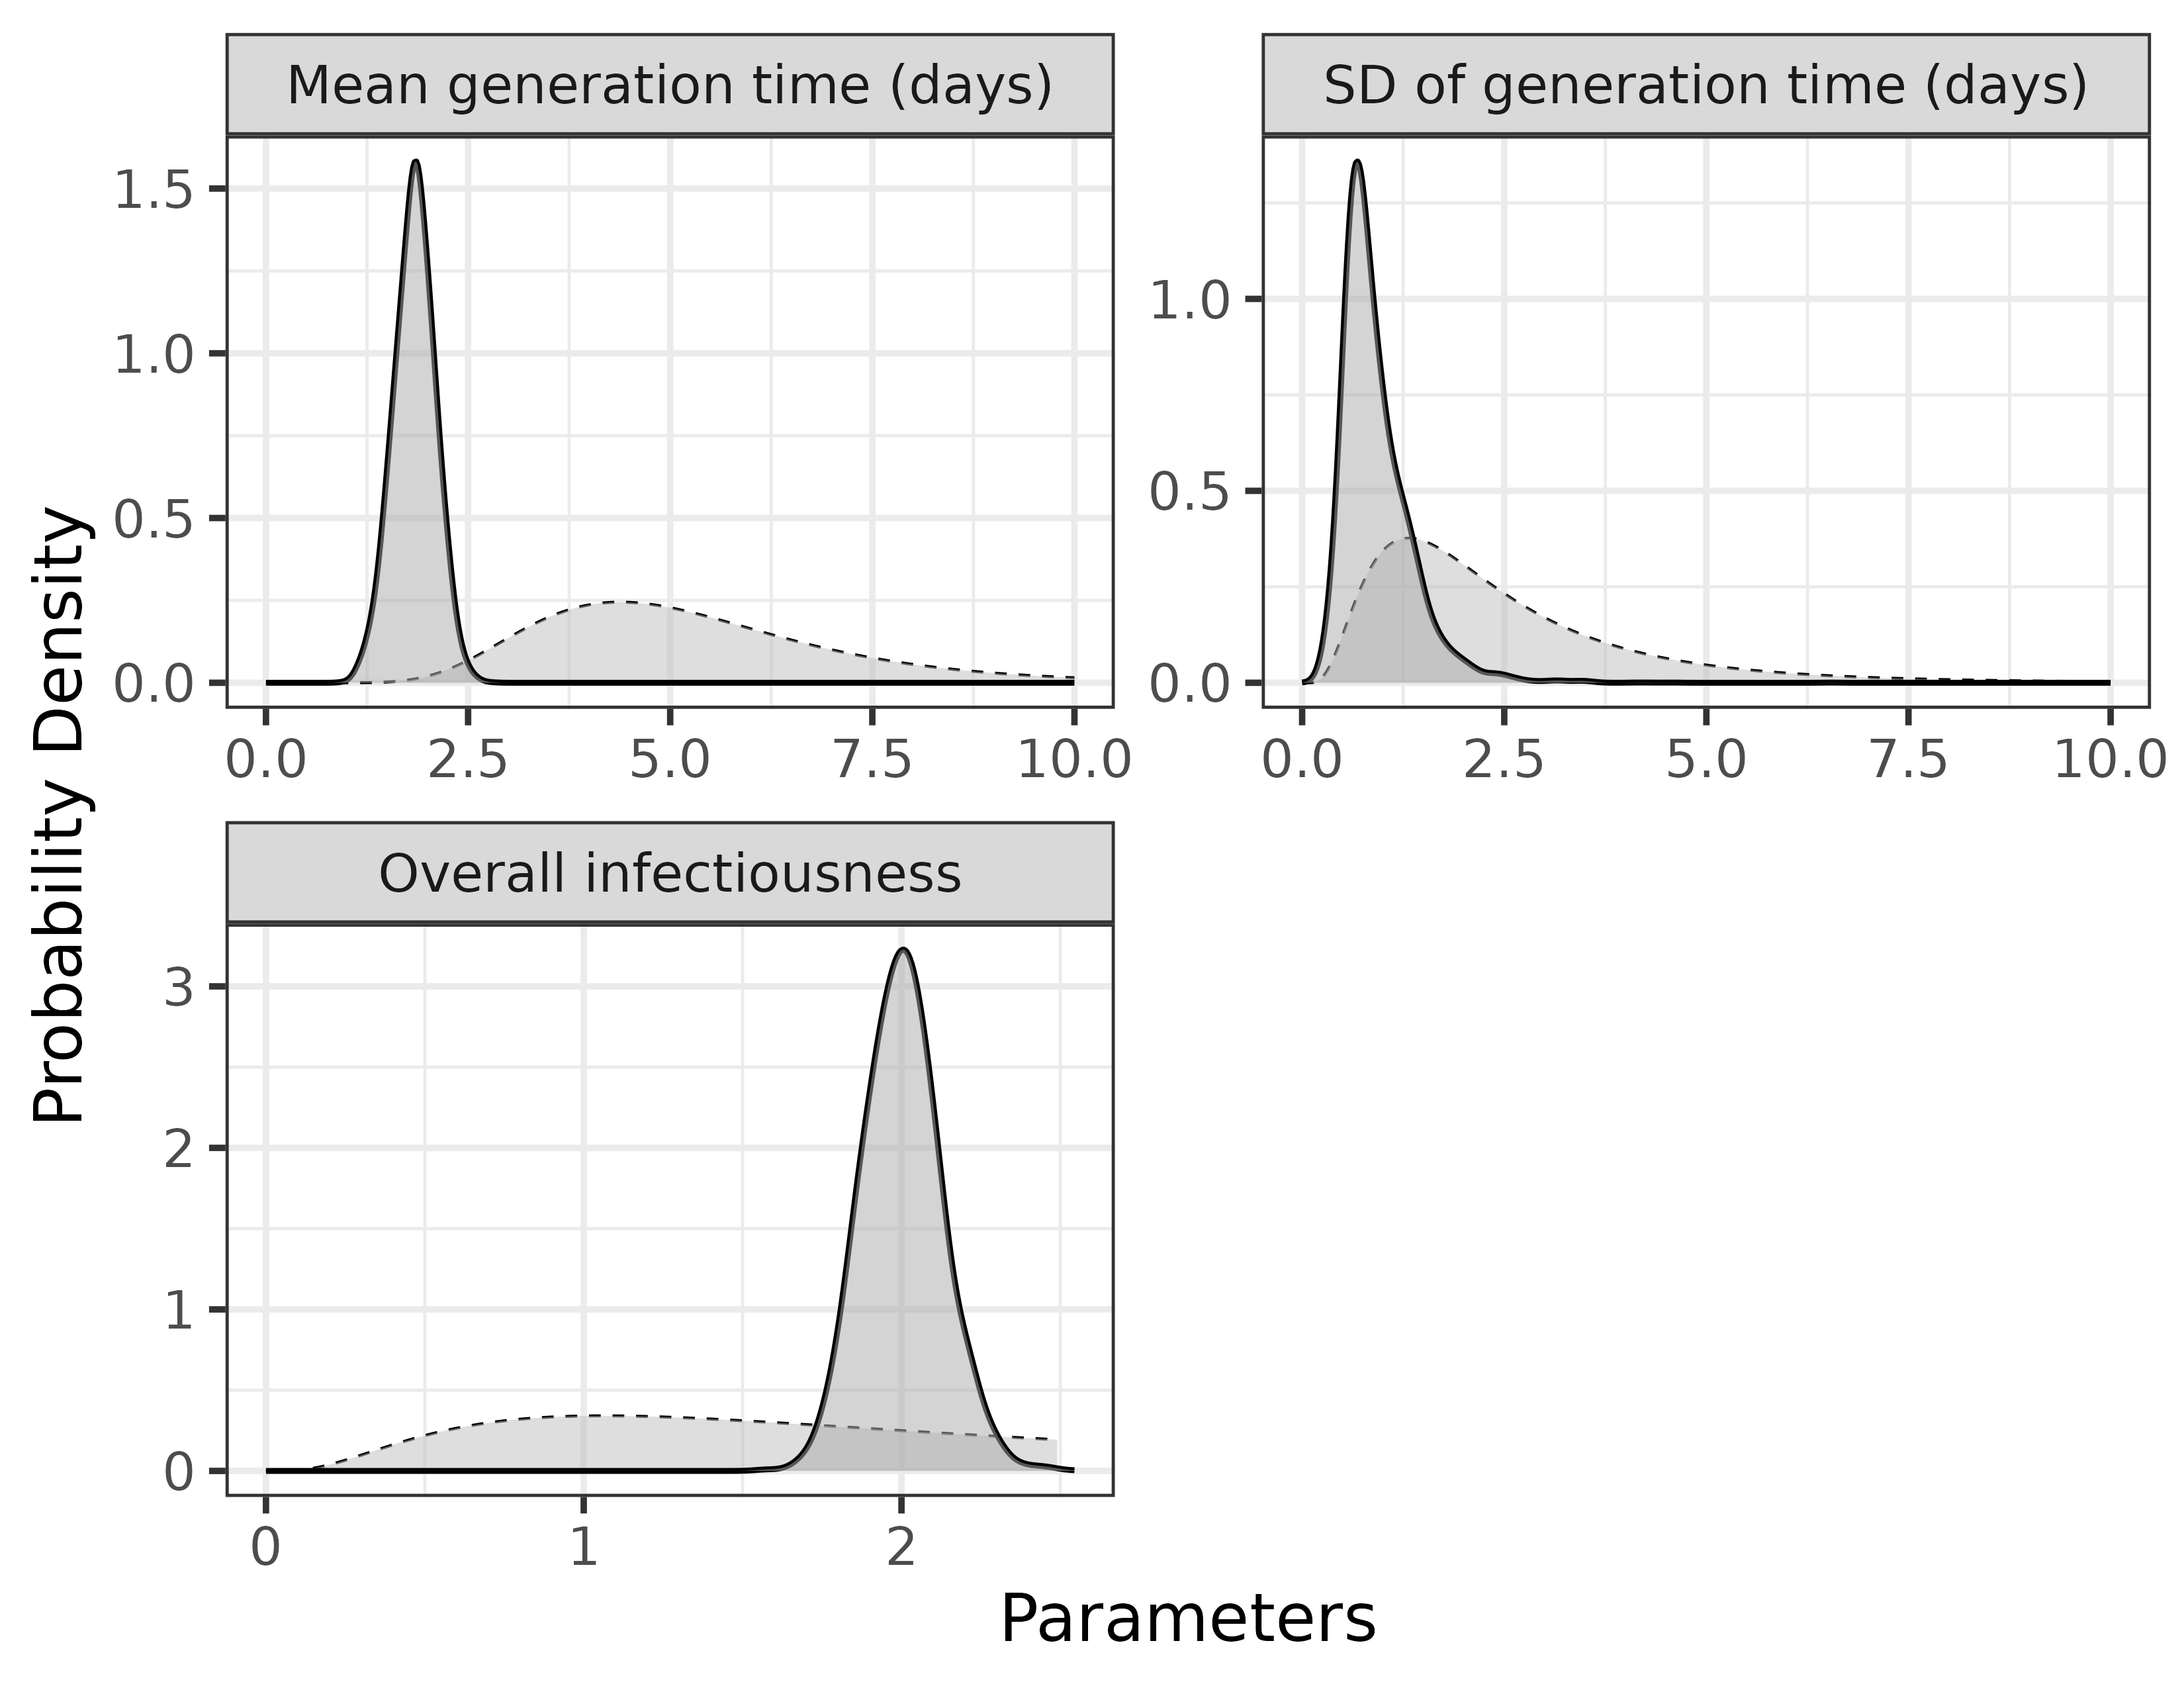 Mean generation time (days)
SD of generation time (days)
1.5
1.0
0.5
0.0
0.0 2.5 5.0 7.5 10.0
1.0
0.5
0.0
0.0 2.5 5.0 7.5 10.0
Overall infectiousness
3
2
1
0
0 1 2
Probability Density
Parameters